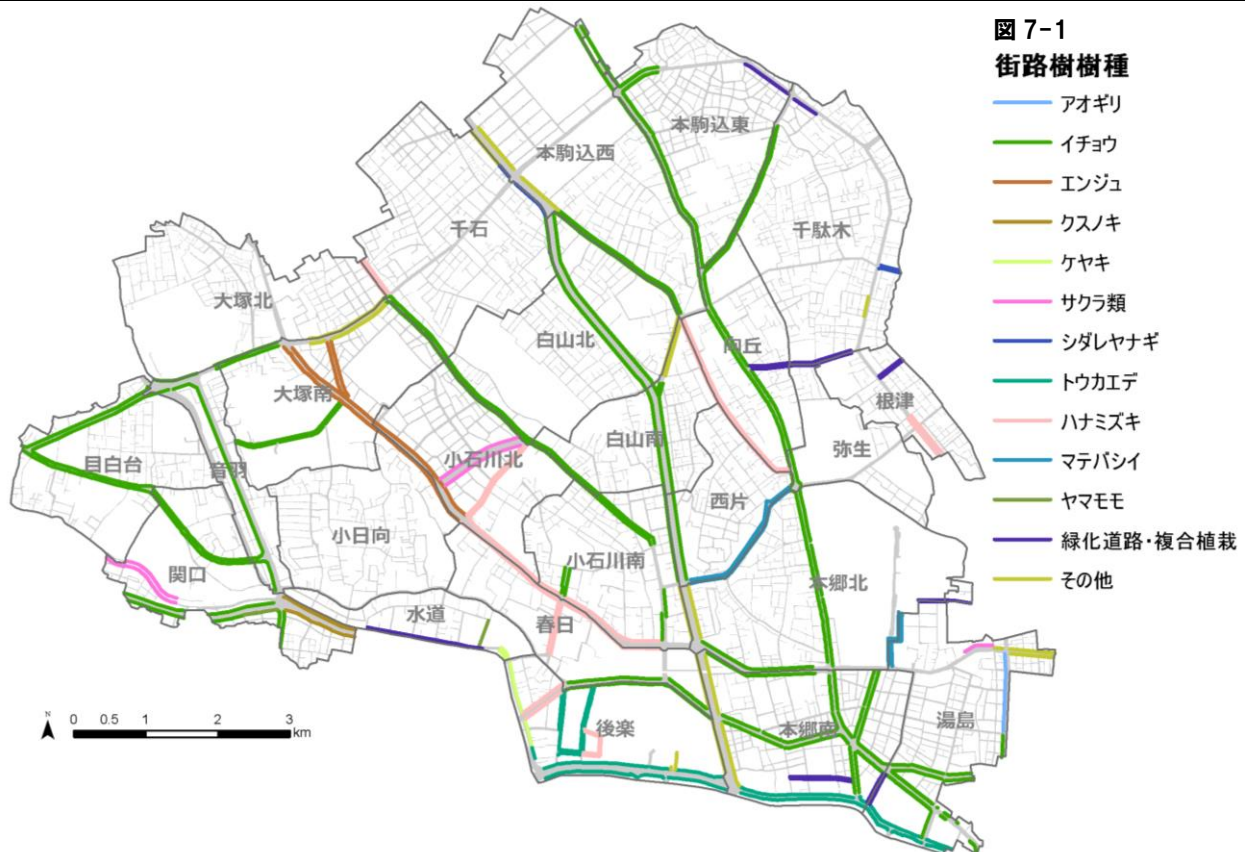 図 7-1
街路樹樹種
アオギリ
イチョウ
エンジュ
クスノキ
ケヤキ
サクラ類
シダレヤナギ
トウカエデ
ハナミズキ
マテバシイ
ヤマモモ
緑化道路・複合植栽
その他
本駒込東
本駒込西
千石
千駄木
大塚北
白山北
向丘
大塚南
根津
白山南
弥生
小石川北
目白台
音羽
西片
小日向
小石川南
関口
本郷北
水道
春日
後楽
本郷南
湯島
N
0 0.5 1 2 3
km